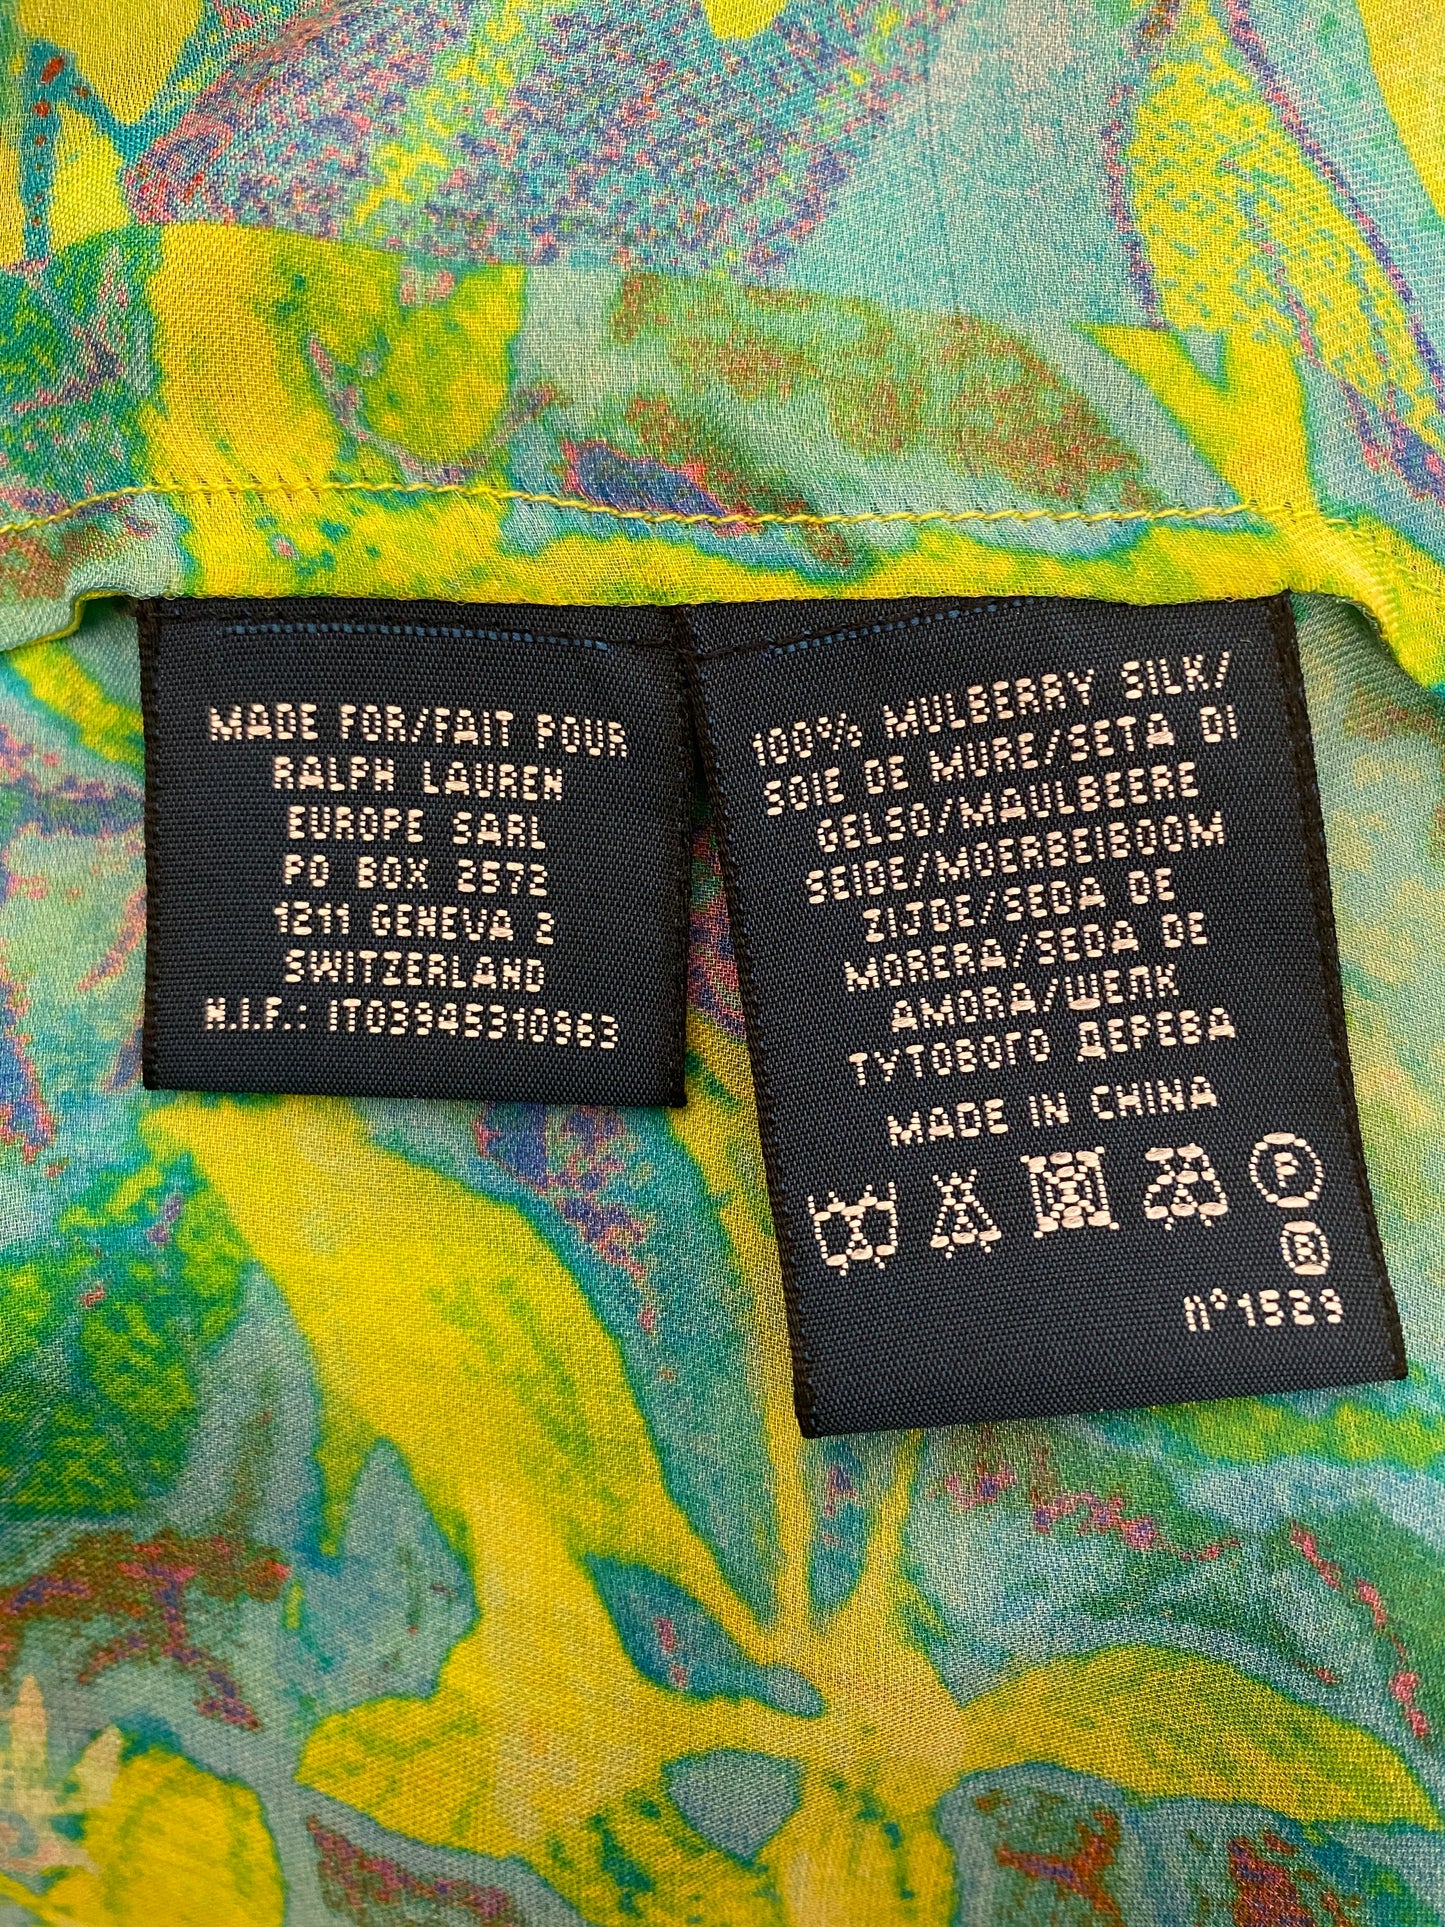 MADE FOR/FAIT POUR
RALPH LAUREN
EUROPE SARL
PO BOX 2572
1211 GENEVA 2
SWITZERLAND
N.I.F.:
100% MULBERRY SILK/
SOIE DE MURE/SETA DI
GELSO/MAULBEERE
SEIDE/MOERBEIBOOM
ZIJDE/SEDA DE
MORERA/SEDA DE
AMORA/ШЕЛК
ТУТОВОГО ДЕРЕВА
MADE IN CHINA
P
R